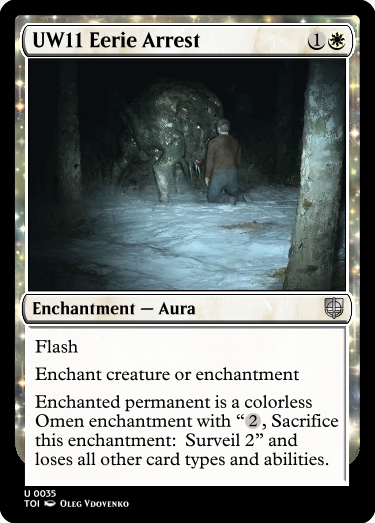 UW11 Eerie Arrest 1
Enchantment — Aura
Flash
Enchant creature or enchantment
Enchanted permanent is a colorless
Omen enchantment with “2, Sacrifice
this enchantment: Surveil 2” and
loses all other card types and abilities.
U 0035
TOI Oleg Vdovenko